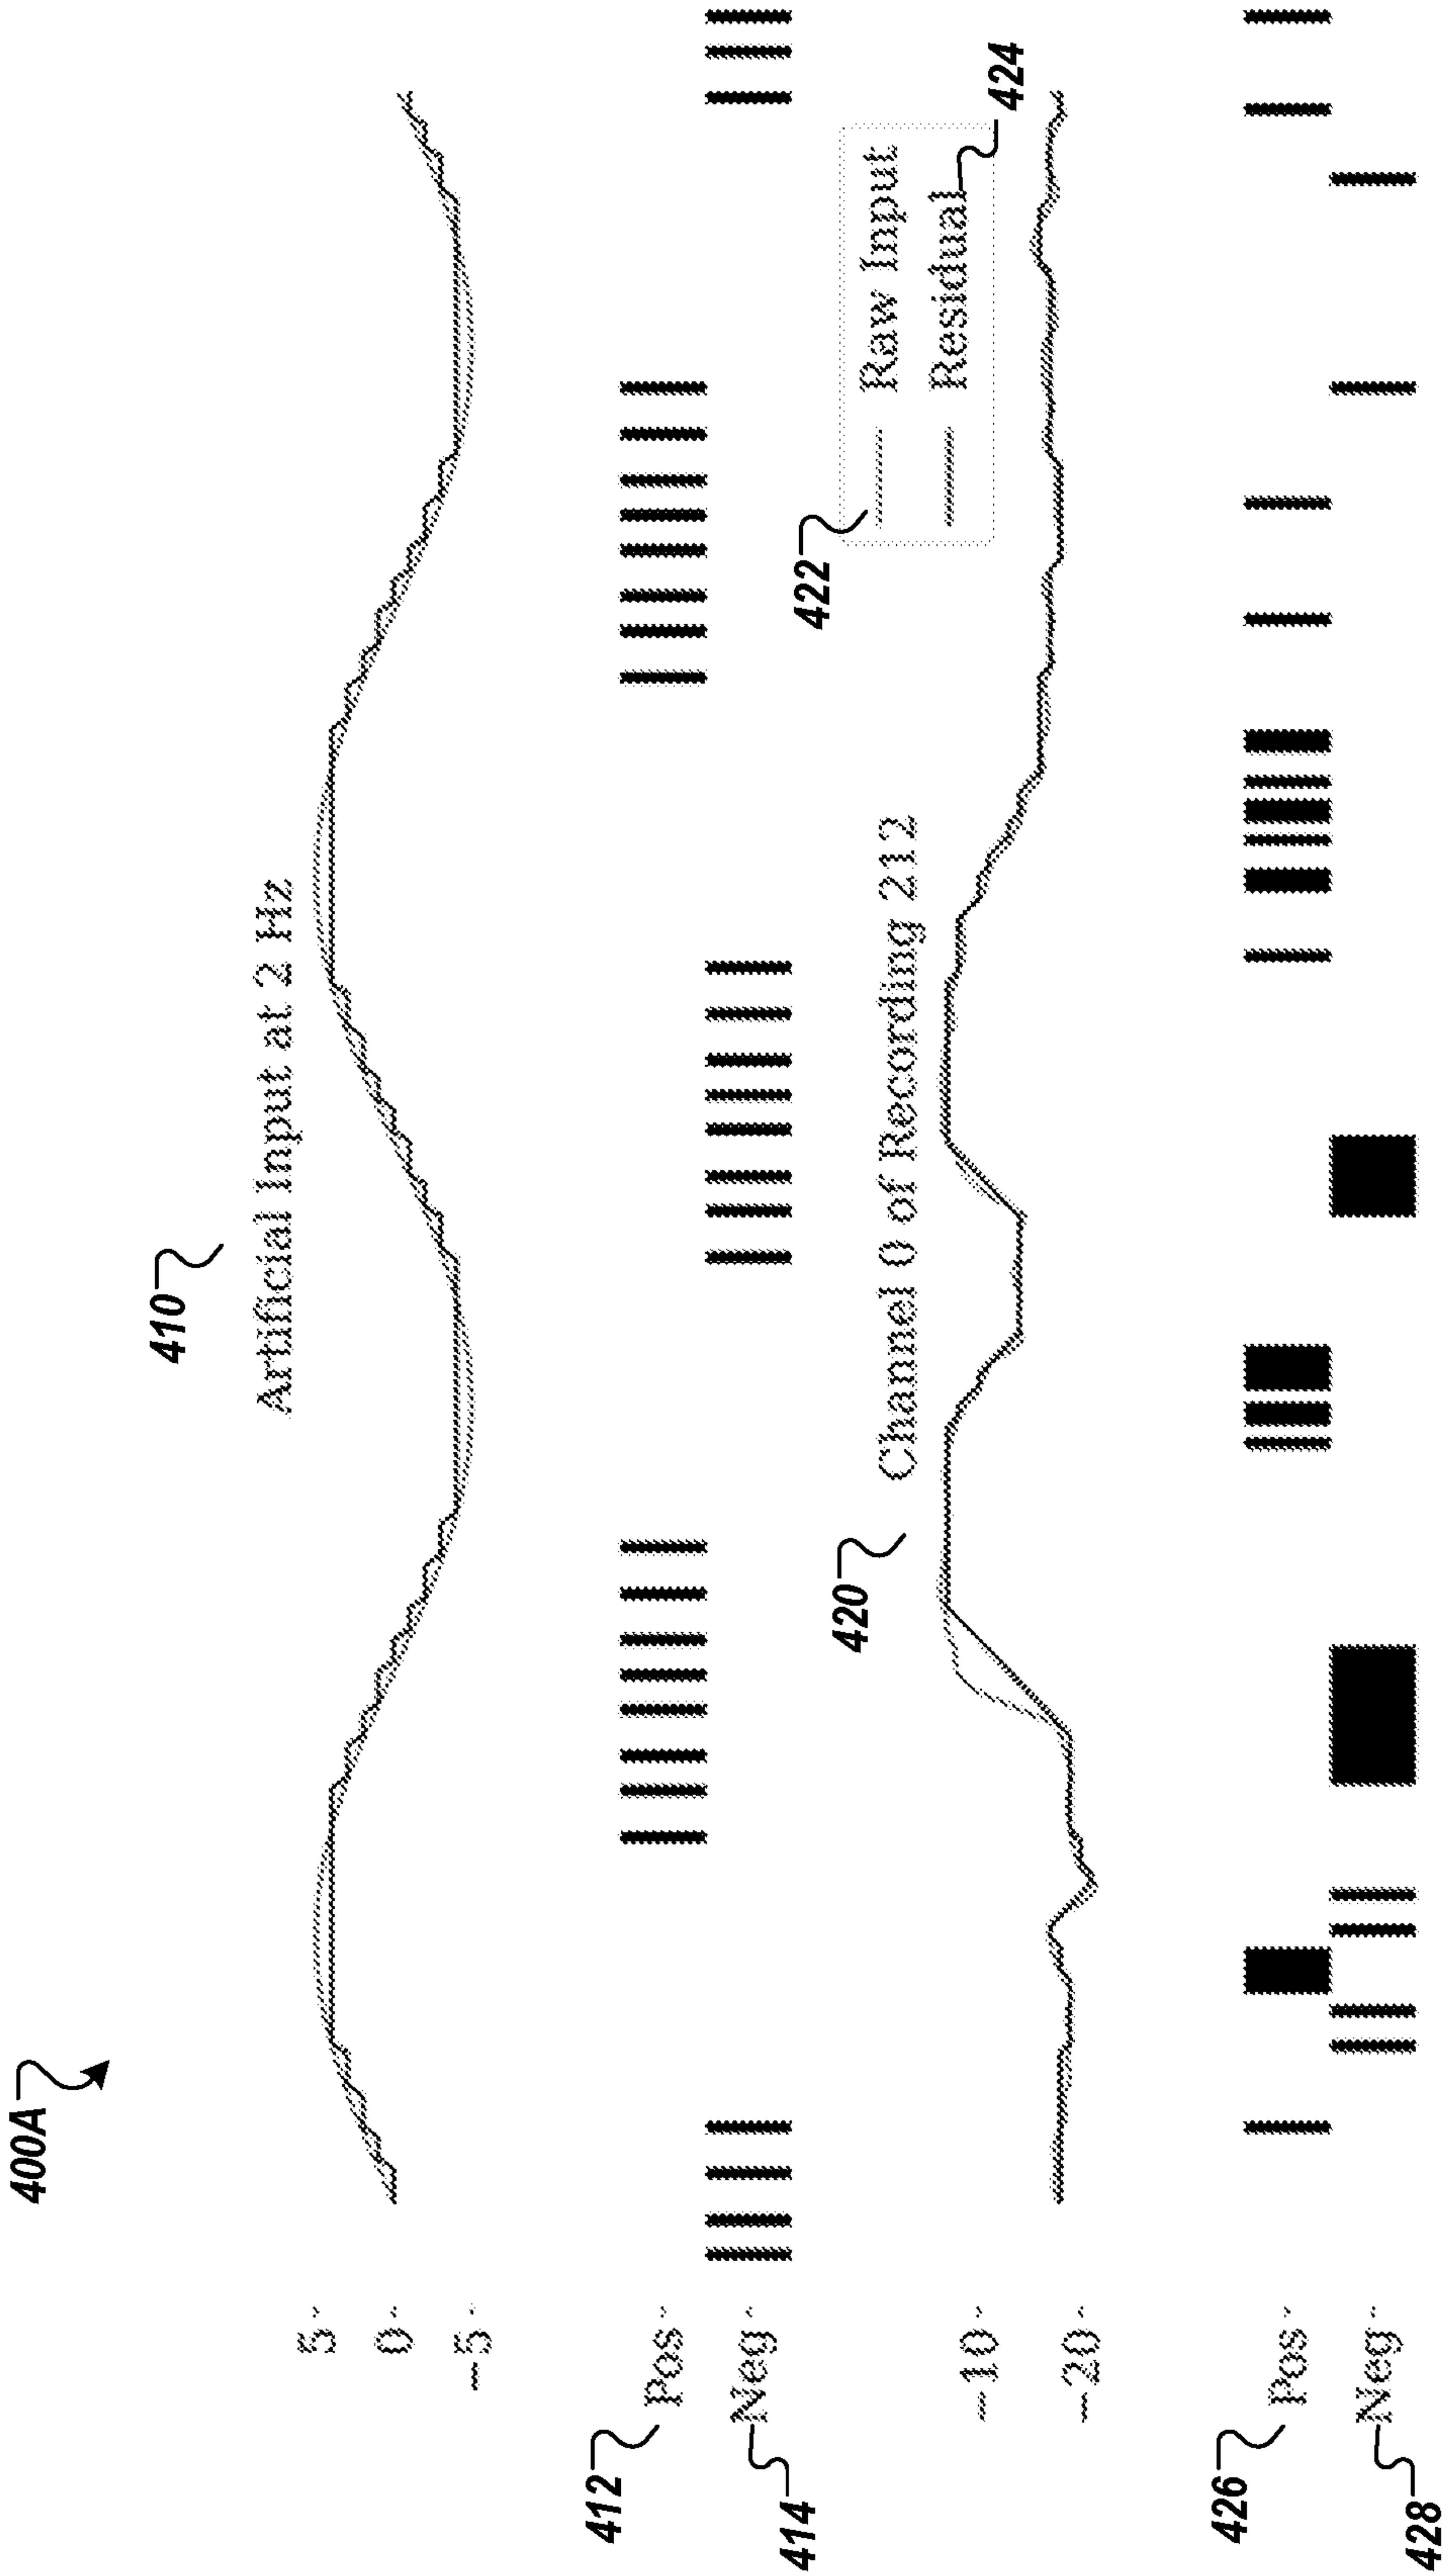 400A
410
Artificial Input at 2 Hz
5
0
−5
412
Pos
Neg
414
420
Channel 0 of Recording 212
422
Raw Input
Residual
424
−10
−20
426
Pos
Neg
428